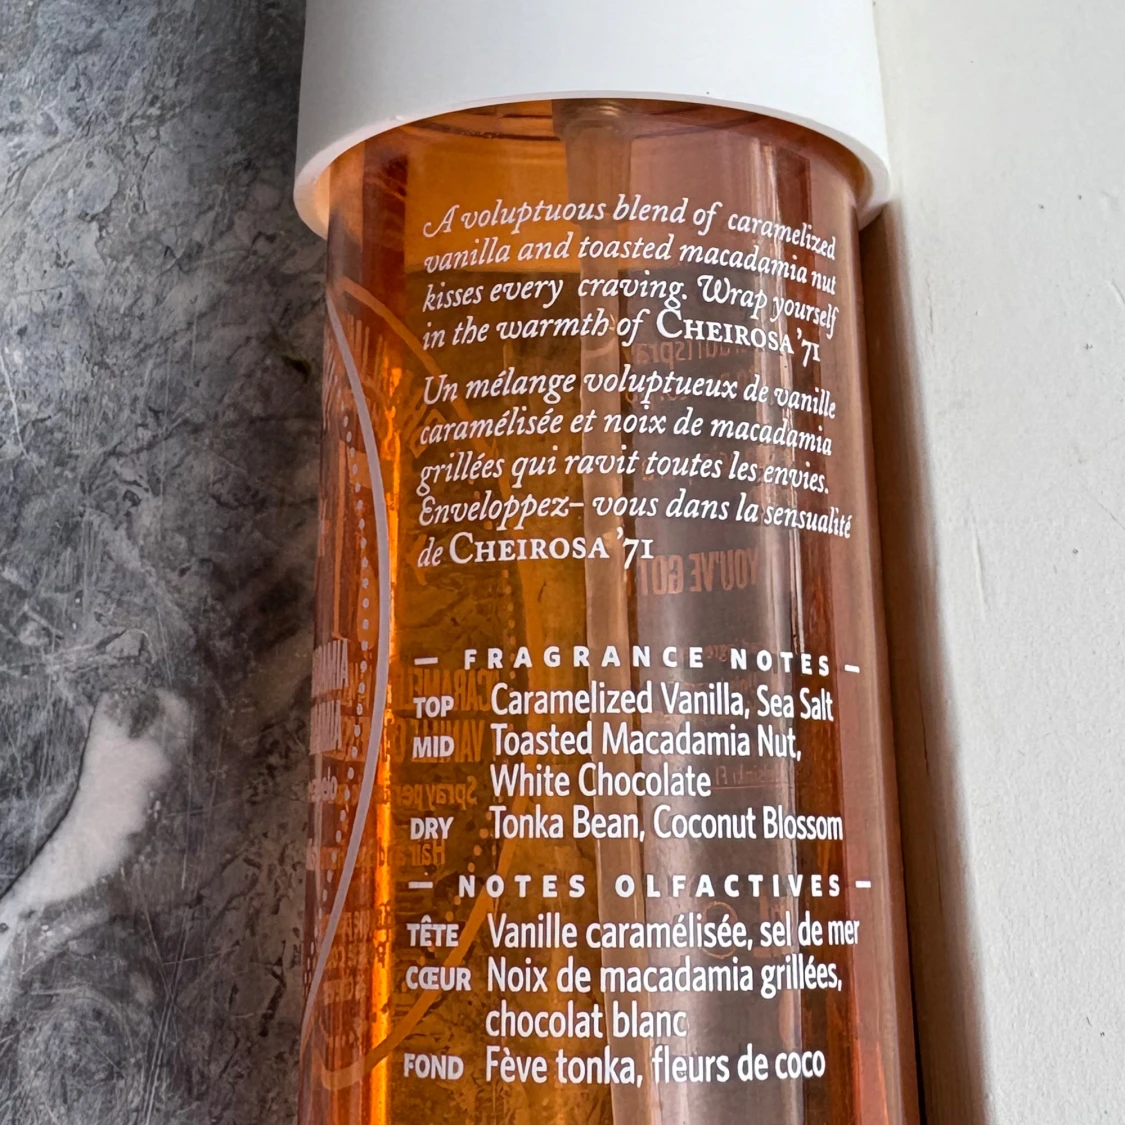 A voluptuous blend of caramelized
vanilla and toasted macadamia nut
kisses every craving. Wrap yourself
in the warmth of CHEIROSA '71
Un mélange voluptueux de vanille
caramélisée et noix de macadamia
grillées qui ravit toutes les envies.
Enveloppez- vous dans la sensualité
de CHEIROSA '71
YOU'VE GOT
— FRAGRANCE NOTES —
TOP Caramelized Vanilla, Sea Salt
MID Toasted Macadamia Nut,
White Chocolate
DRY Tonka Bean, Coconut Blossom
— NOTES OLFACTIVES —
TÊTE Vanille caramélisée, sel de mer
CŒUR Noix de macadamia grillées,
chocolat blanc
FOND Fève tonka, fleurs de coco